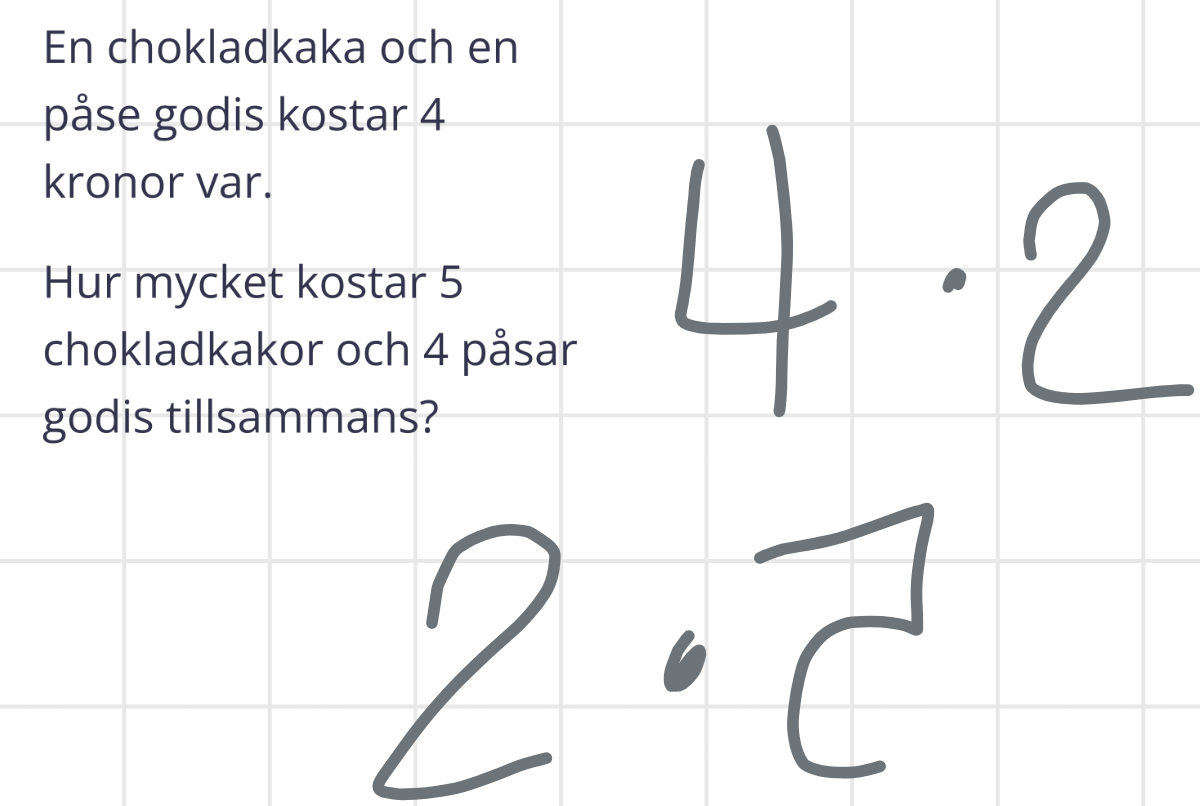 En chokladkaka och en
påse godis kostar 4
kronor var.
Hur mycket kostar 5
chokladkakor och 4 påsar
godis tillsammans?
4 · 2
2 · 5